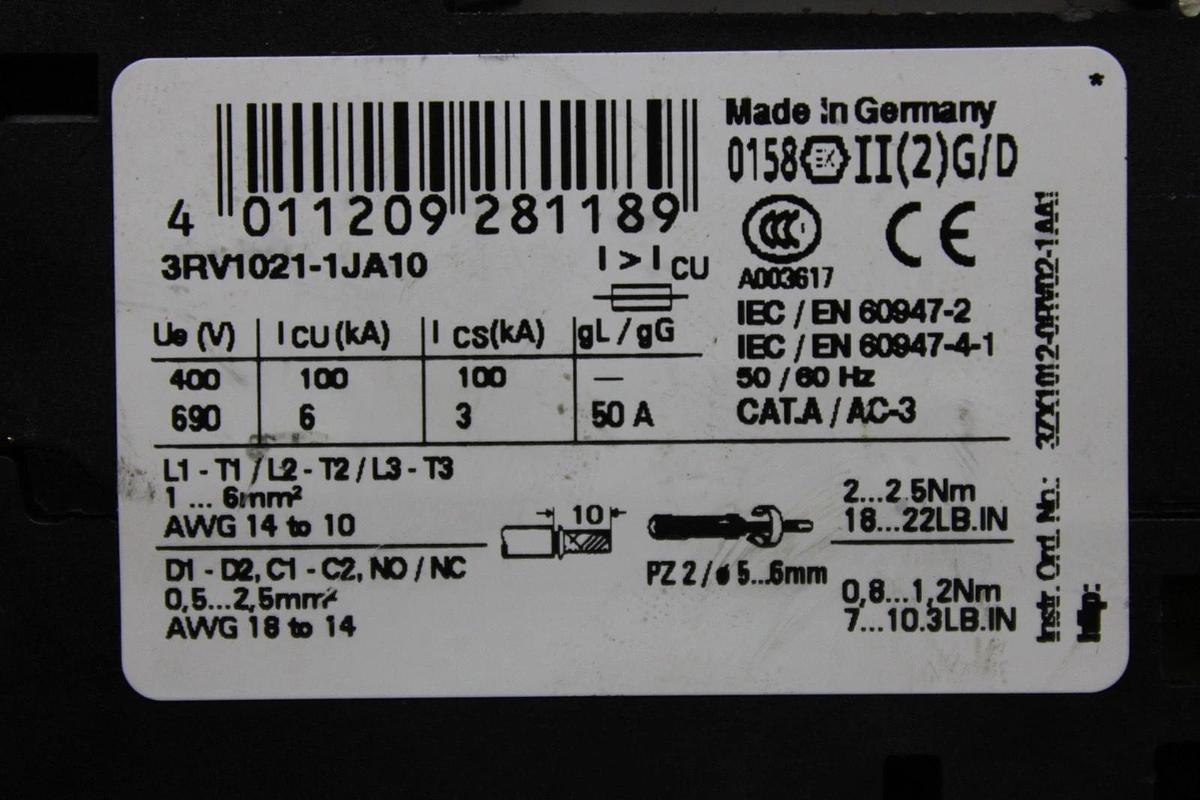 4 011209 281189
3RV1021-1JA10
I > I CU
Ue (V) I CU (kA) I CS (kA) gL / gG
400 100 100 —
690 6 3 50 A
Made in Germany
0158 EX II(2)G/D
CCC CE
A003617
IEC / EN 60947-2
IEC / EN 60947-4-1
50 / 60 Hz
CAT.A / AC-3
L1 - T1 / L2 - T2 / L3 - T3
1 ... 6mm²
AWG 14 to 10
D1 - D2, C1 - C2, NO / NC
0,5...2,5mm²
AWG 18 to 14
10
PZ 2 / ø 5...6mm
2...2.5Nm
18...22LB.IN
0,8...1,2Nm
7...10.3LB.IN
*
Instr. Ord. No.: 37X1012-0RV02-1AA1